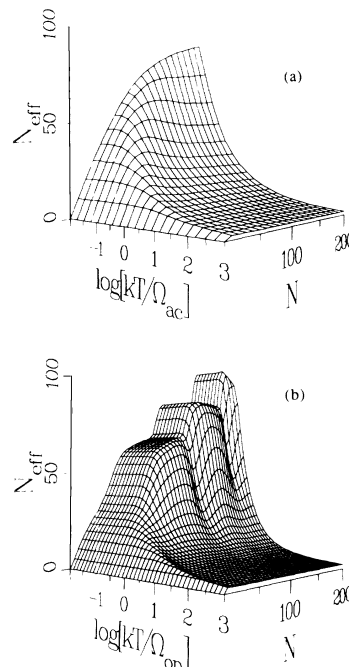 100
(a)
N_eff
50
0
-1 0 1 2 3
100
200
log[kT/Ω_ac]
N
100
(b)
N_eff
50
0
-1 0 1 2 3
100
200
log[kT/Ω_op]
N